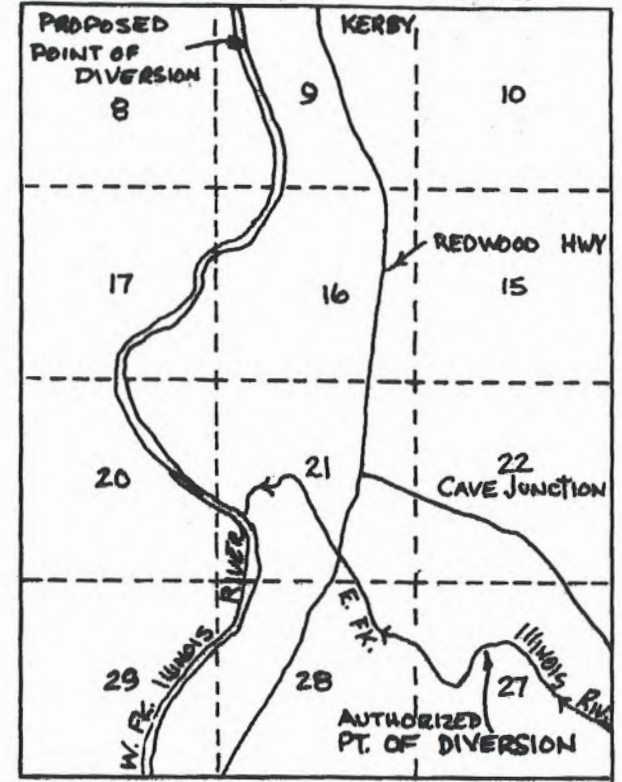 PROPOSED
POINT OF
DIVERSION
KERBY
8
9
10
REDWOOD HWY
17
16
15
20
21
22
CAVE JUNCTION
RIVER
E. FK.
ILLINOIS
W. FK. ILLINOIS
29
28
27
AUTHORIZED
PT. OF DIVERSION